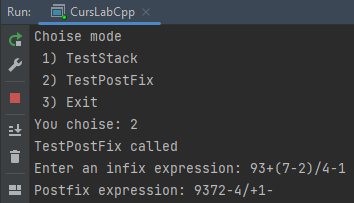 Run: CursLabCpp
Choise mode
1) TestStack
2) TestPostFix
3) Exit
You choise: 2
TestPostFix called
Enter an infix expression: 93+(7-2)/4-1
Postfix expression: 9372-4/+1-